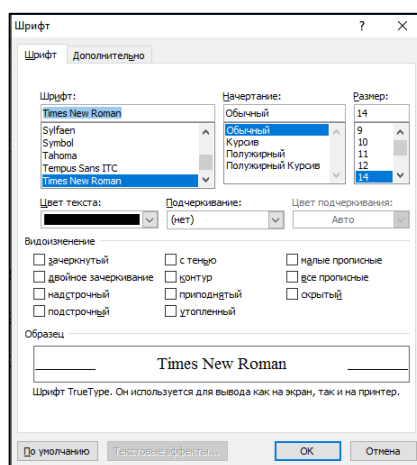 Шрифт ?
Шрифт Дополнительно
Шрифт: Начертание: Размер:
Times New Roman Обычный 14
Sylfaen Обычный 9
Symbol Курсив 10
Tahoma Полужирный 11
Tempus Sans ITC Полужирный Курсив 12
Times New Roman 14
Цвет текста: Подчеркивание: Цвет подчеркивания:
(нет) Авто
Видоизменение
зачеркнутый с тенью малые прописные
двойное зачеркивание контур все прописные
надстрочный приподнятый скрытый
подстрочный утопленный
Образец
Times New Roman
Шрифт TrueType. Он используется для вывода как на экран, так и на принтер.
По умолчанию Текстовые эффекты... ОК Отмена